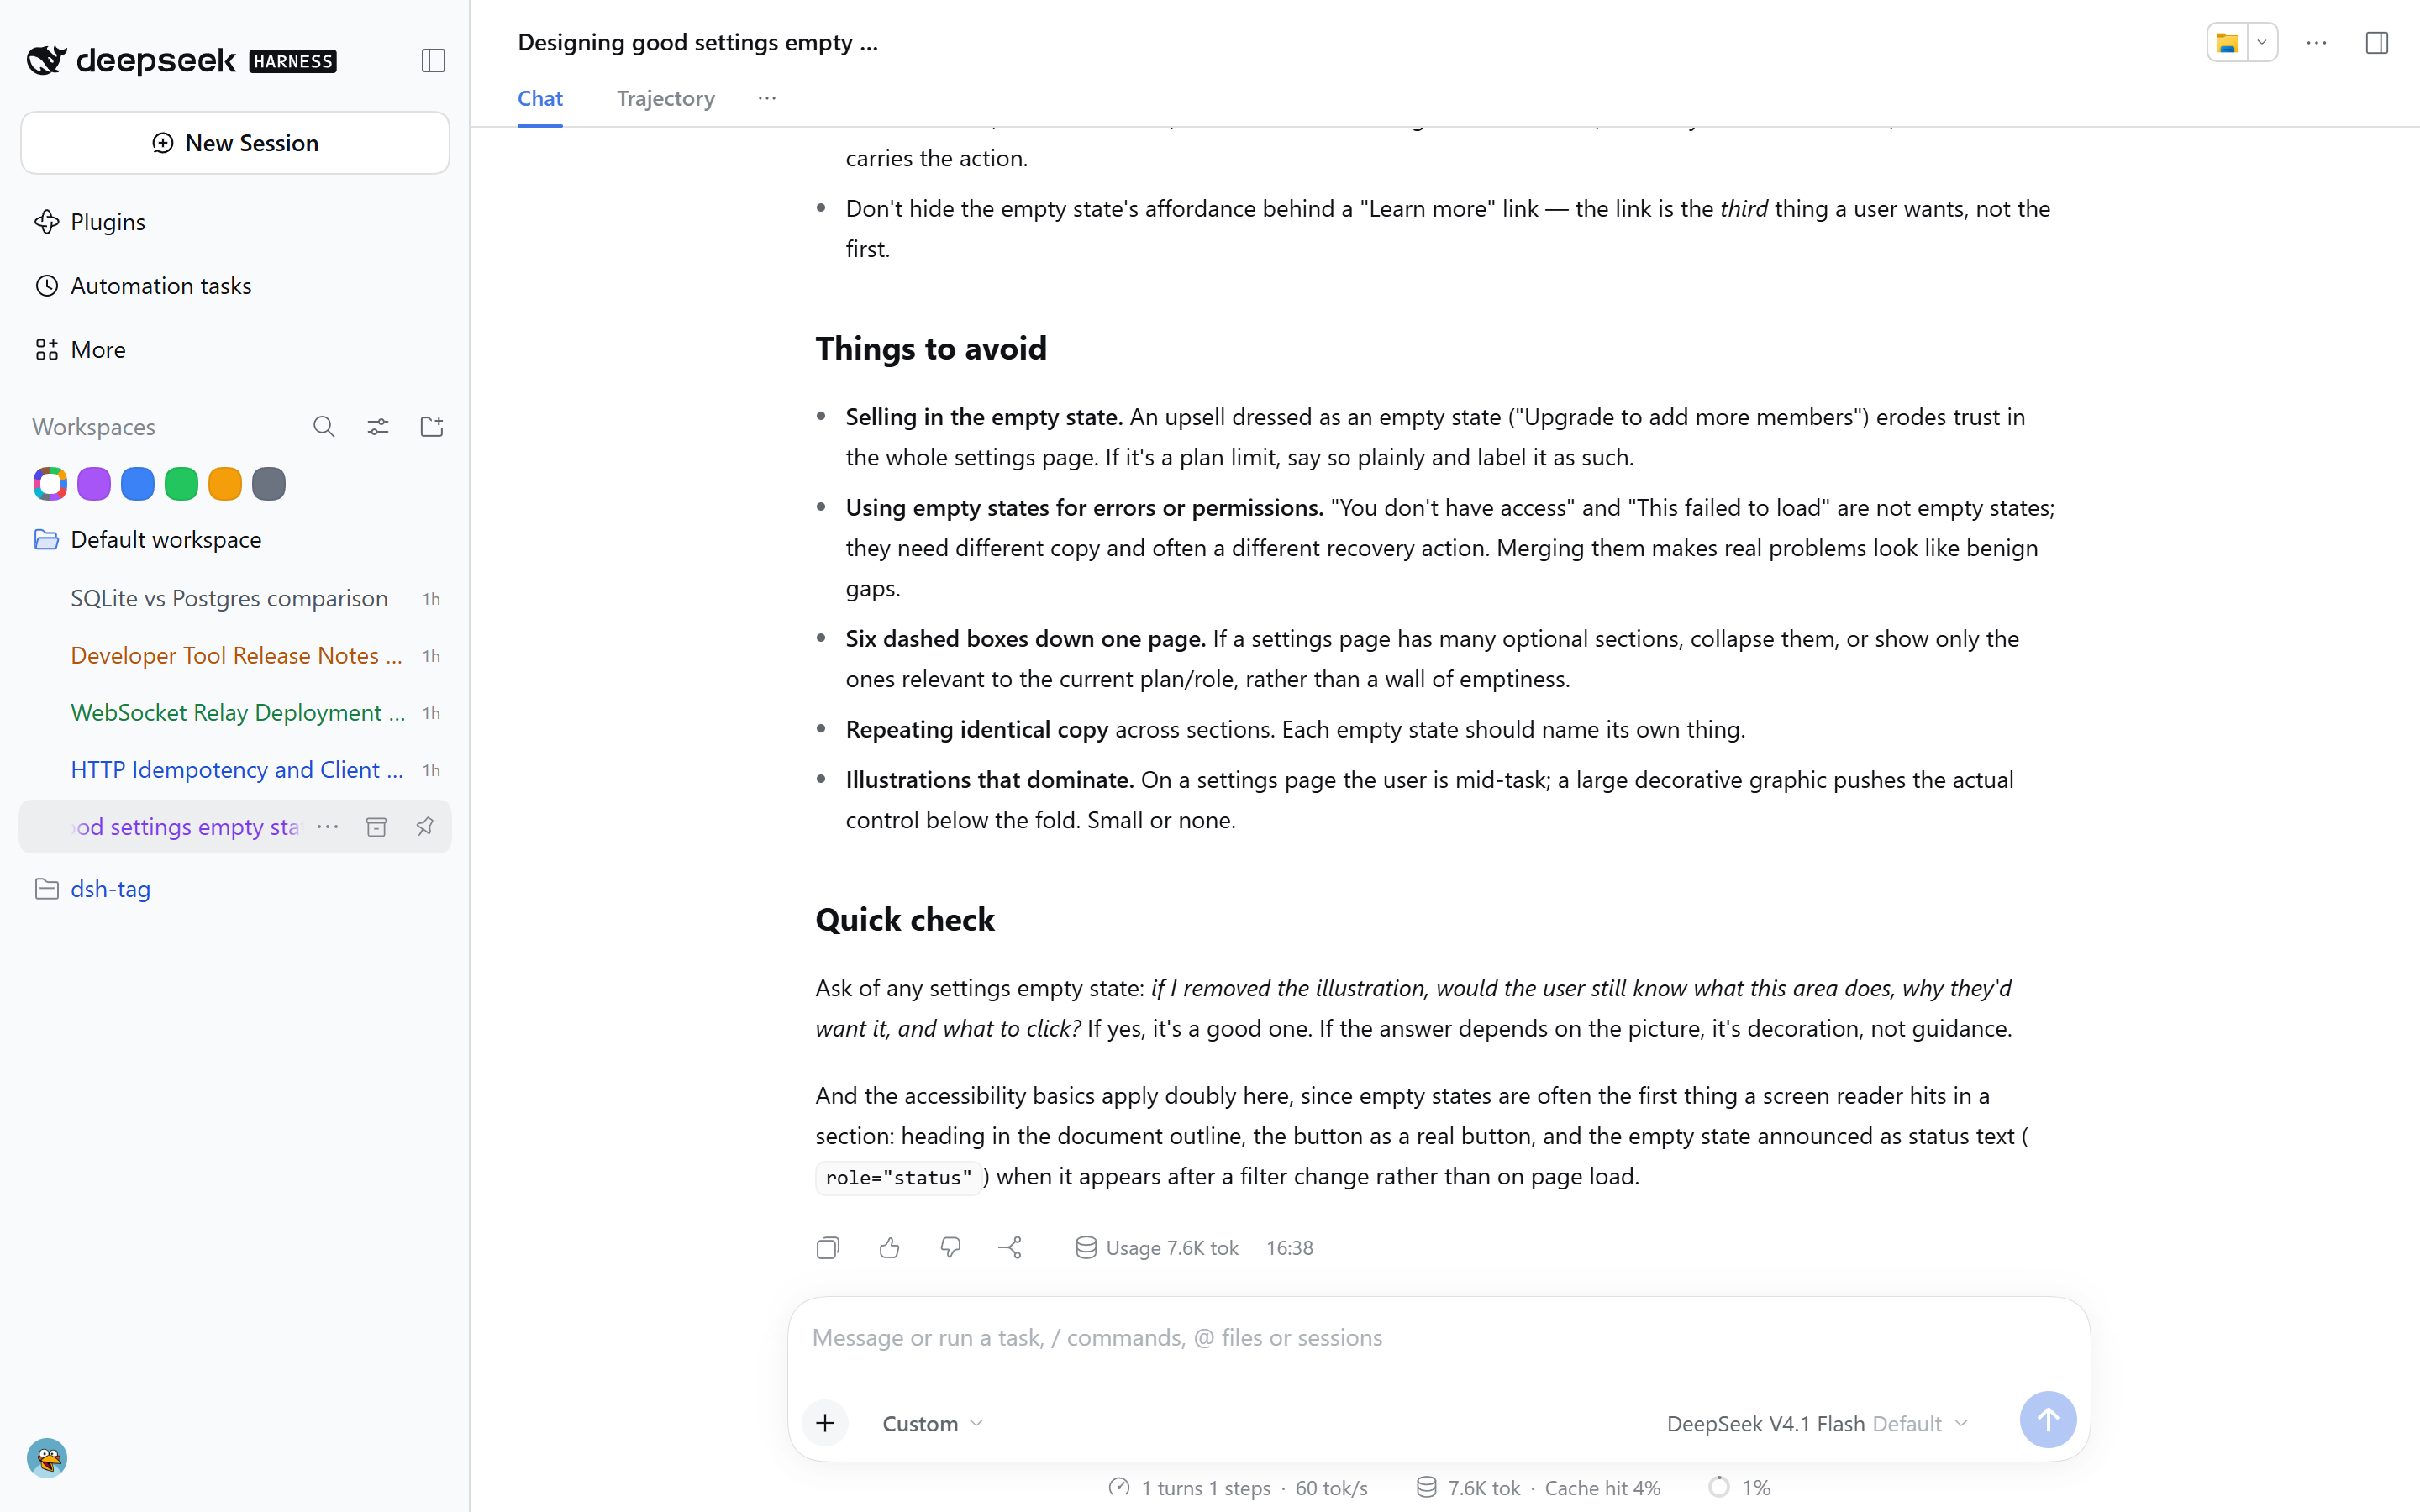 deepseek HARNESS
New Session
Plugins
Automation tasks
More
Workspaces
Default workspace
SQLite vs Postgres comparison 1h
Developer Tool Release Notes ... 1h
WebSocket Relay Deployment ... 1h
HTTP Idempotency and Client ... 1h
od settings empty sta
dsh-tag
Designing good settings empty ...
Chat Trajectory
carries the action.
Don't hide the empty state's affordance behind a "Learn more" link — the link is the third thing a user wants, not the
first.
Things to avoid
Selling in the empty state. An upsell dressed as an empty state ("Upgrade to add more members") erodes trust in
the whole settings page. If it's a plan limit, say so plainly and label it as such.
Using empty states for errors or permissions. "You don't have access" and "This failed to load" are not empty states;
they need different copy and often a different recovery action. Merging them makes real problems look like benign
gaps.
Six dashed boxes down one page. If a settings page has many optional sections, collapse them, or show only the
ones relevant to the current plan/role, rather than a wall of emptiness.
Repeating identical copy across sections. Each empty state should name its own thing.
Illustrations that dominate. On a settings page the user is mid-task; a large decorative graphic pushes the actual
control below the fold. Small or none.
Quick check
Ask of any settings empty state: if I removed the illustration, would the user still know what this area does, why they'd
want it, and what to click? If yes, it's a good one. If the answer depends on the picture, it's decoration, not guidance.
And the accessibility basics apply doubly here, since empty states are often the first thing a screen reader hits in a
section: heading in the document outline, the button as a real button, and the empty state announced as status text (
role="status" ) when it appears after a filter change rather than on page load.
Usage 7.6K tok 16:38
Message or run a task, / commands, @ files or sessions
Custom DeepSeek V4.1 Flash Default
1 turns 1 steps · 60 tok/s 7.6K tok · Cache hit 4% 1%